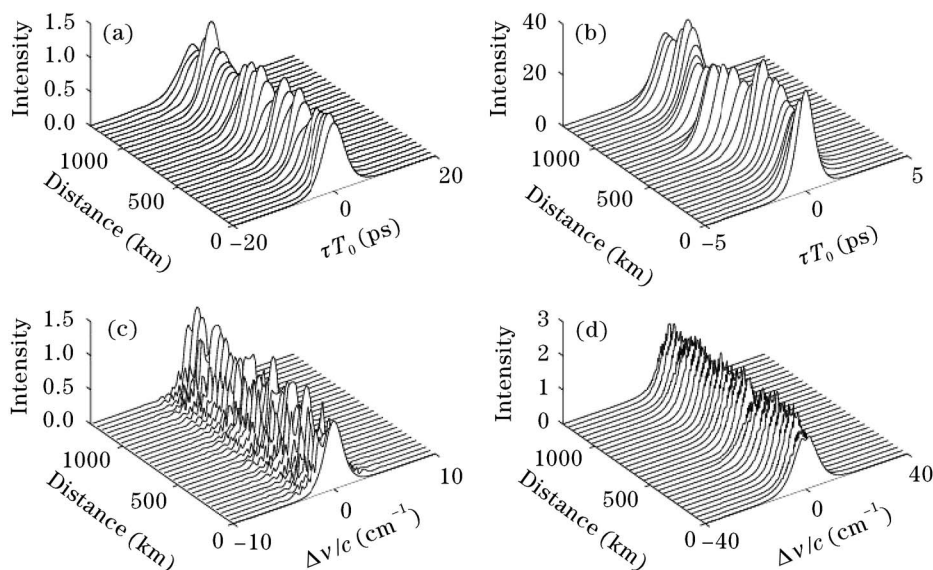 (a)
Intensity
1.5
1.0
0.5
0.0
1000
500
0
Distance (km)
−20
0
20
τT₀ (ps)
(b)
Intensity
40
20
0
1000
500
0
Distance (km)
−5
0
5
τT₀ (ps)
(c)
Intensity
1.5
1.0
0.5
0.0
1000
500
0
Distance (km)
−10
0
10
Δν/c (cm⁻¹)
(d)
Intensity
3
2
1
0
1000
500
0
Distance (km)
−40
0
40
Δν/c (cm⁻¹)